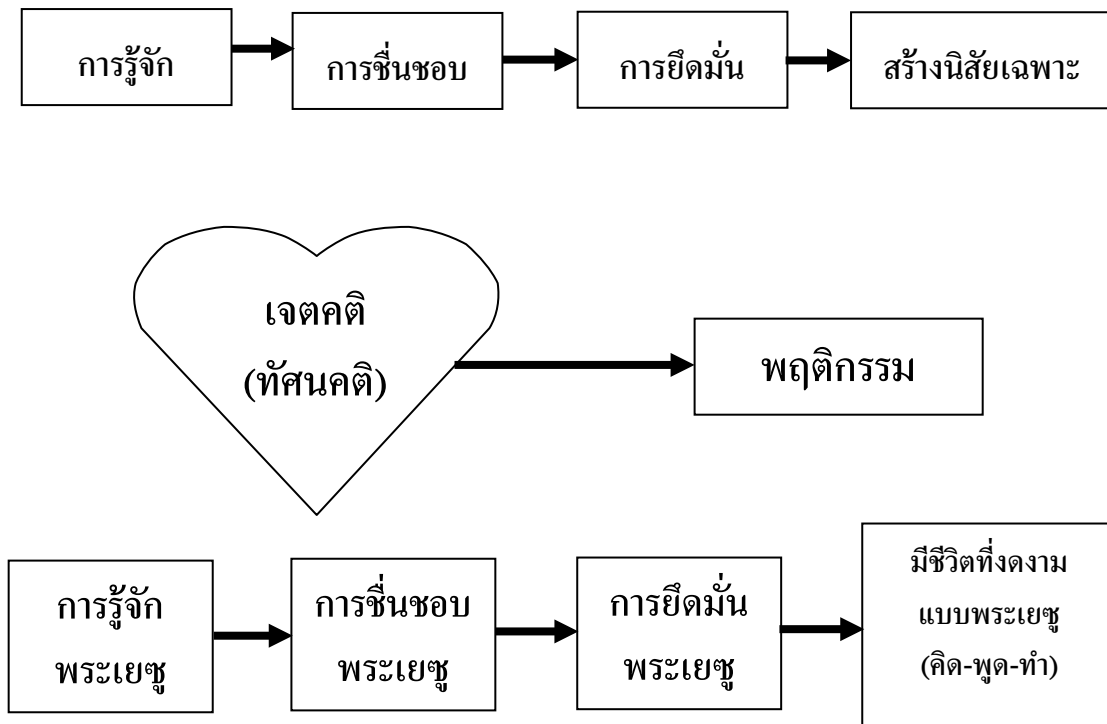 การรู้จัก
การชื่นชอบ
การยึดมั่น
สร้างนิสัยเฉพาะ
เจตคติ
(ทัศนคติ)
พฤติกรรม
การรู้จัก
พระเยซู
การชื่นชอบ
พระเยซู
การยึดมั่น
พระเยซู
มีชีวิตที่งดงาม
แบบพระเยซู
(คิด-พูด-ทำ)